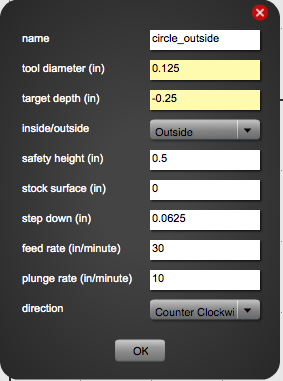 name circle_outside
tool diameter (in) 0.125
target depth (in) -0.25
inside/outside Outside
safety height (in) 0.5
stock surface (in) 0
step down (in) 0.0625
feed rate (in/minute) 30
plunge rate (in/minute) 10
direction Counter Clockwi
OK